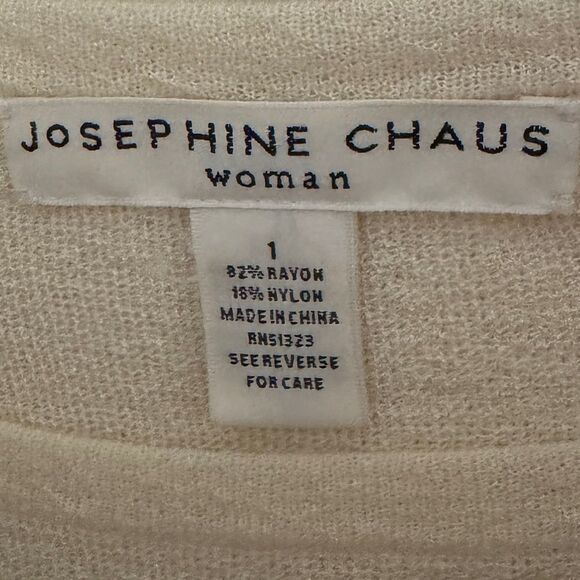 JOSEPHINE CHAUS
woman
1
82% RAYON
18% NYLON
MADE IN CHINA
RN51323
SEE REVERSE
FOR CARE